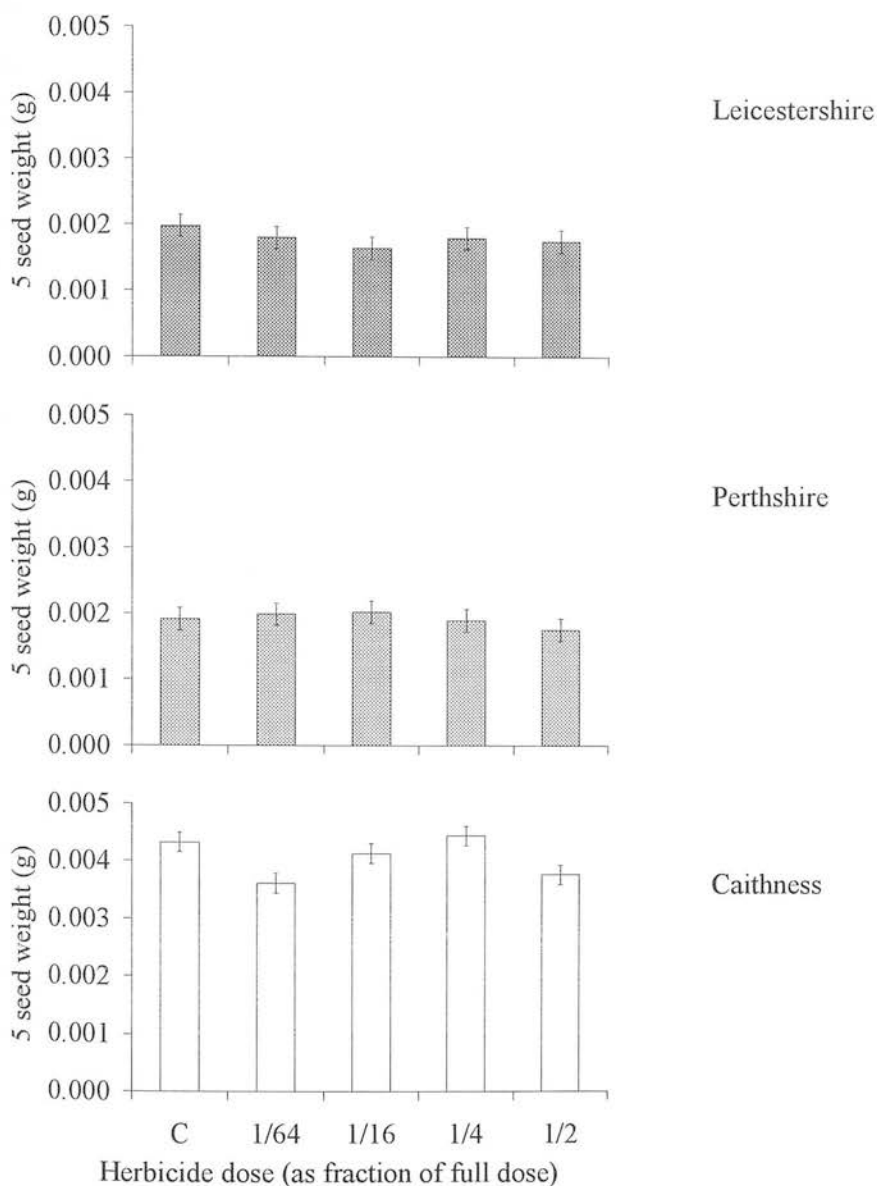 Leicestershire
5 seed weight (g)
0.005
0.004
0.003
0.002
0.001
0.000
Perthshire
5 seed weight (g)
0.005
0.004
0.003
0.002
0.001
0.000
Caithness
5 seed weight (g)
0.005
0.004
0.003
0.002
0.001
0.000
C 1/64 1/16 1/4 1/2
Herbicide dose (as fraction of full dose)